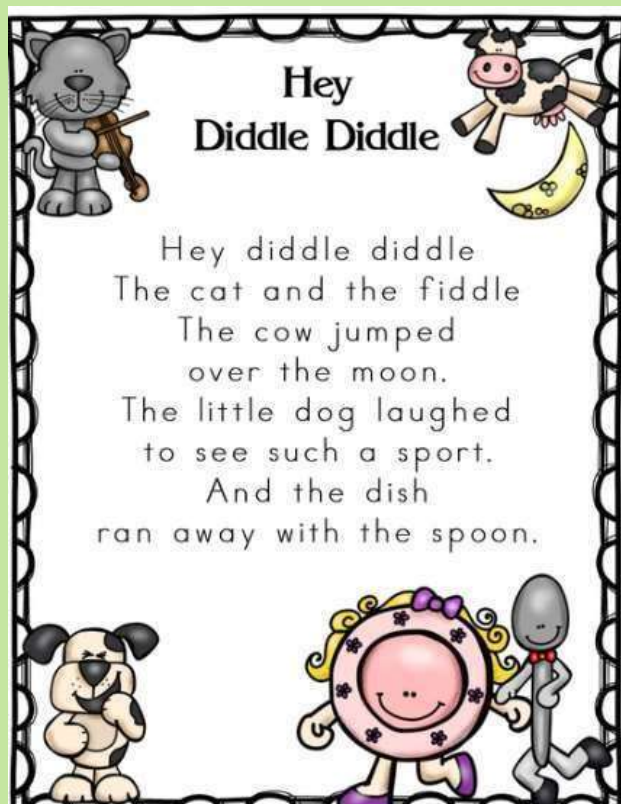 Hey
Diddle Diddle
Hey diddle diddle
The cat and the fiddle
The cow jumped
over the moon.
The little dog laughed
to see such a sport.
And the dish
ran away with the spoon.